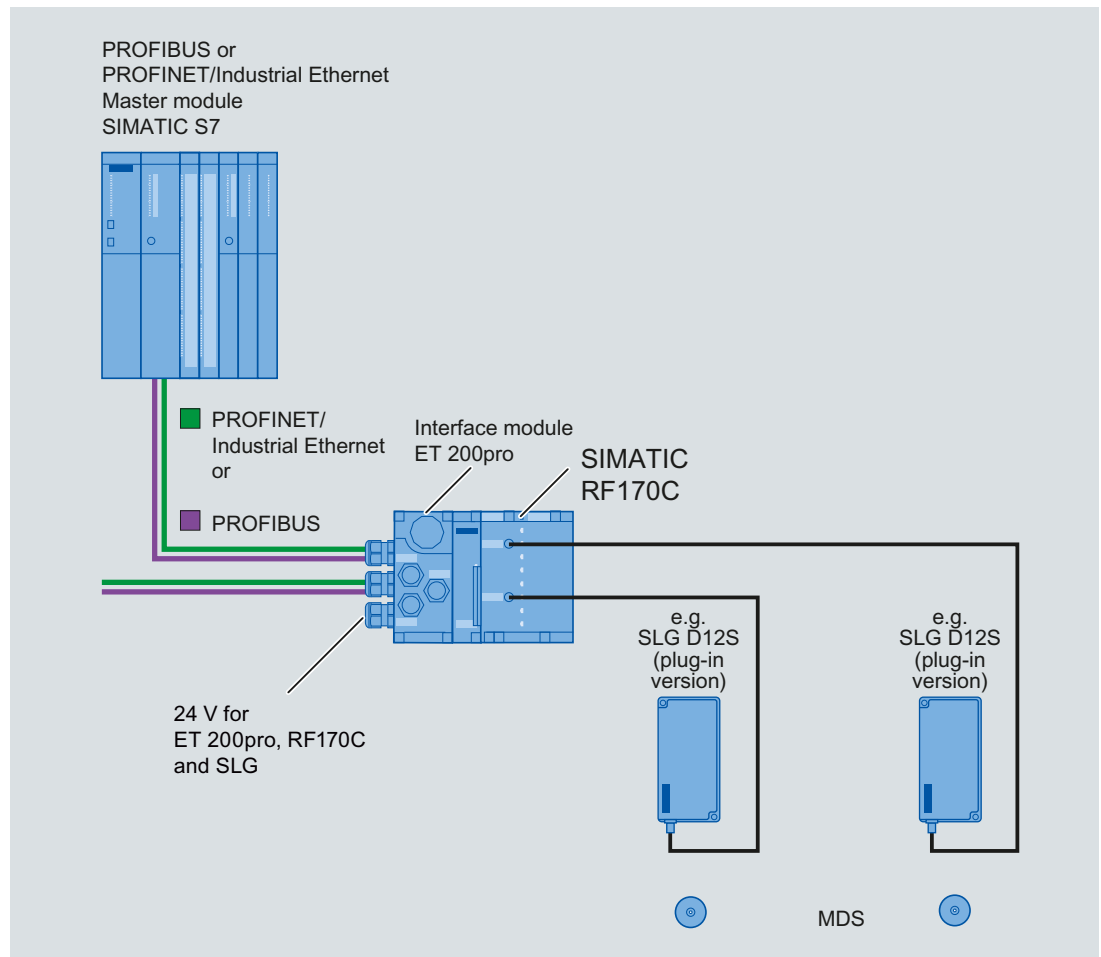 PROFIBUS or
PROFINET/Industrial Ethernet
Master module
SIMATIC S7
PROFINET/
Industrial Ethernet
or
PROFIBUS
Interface module
ET 200pro
SIMATIC
RF170C
24 V for
ET 200pro, RF170C
and SLG
e.g.
SLG D12S
(plug-in
version)
e.g.
SLG D12S
(plug-in
version)
MDS